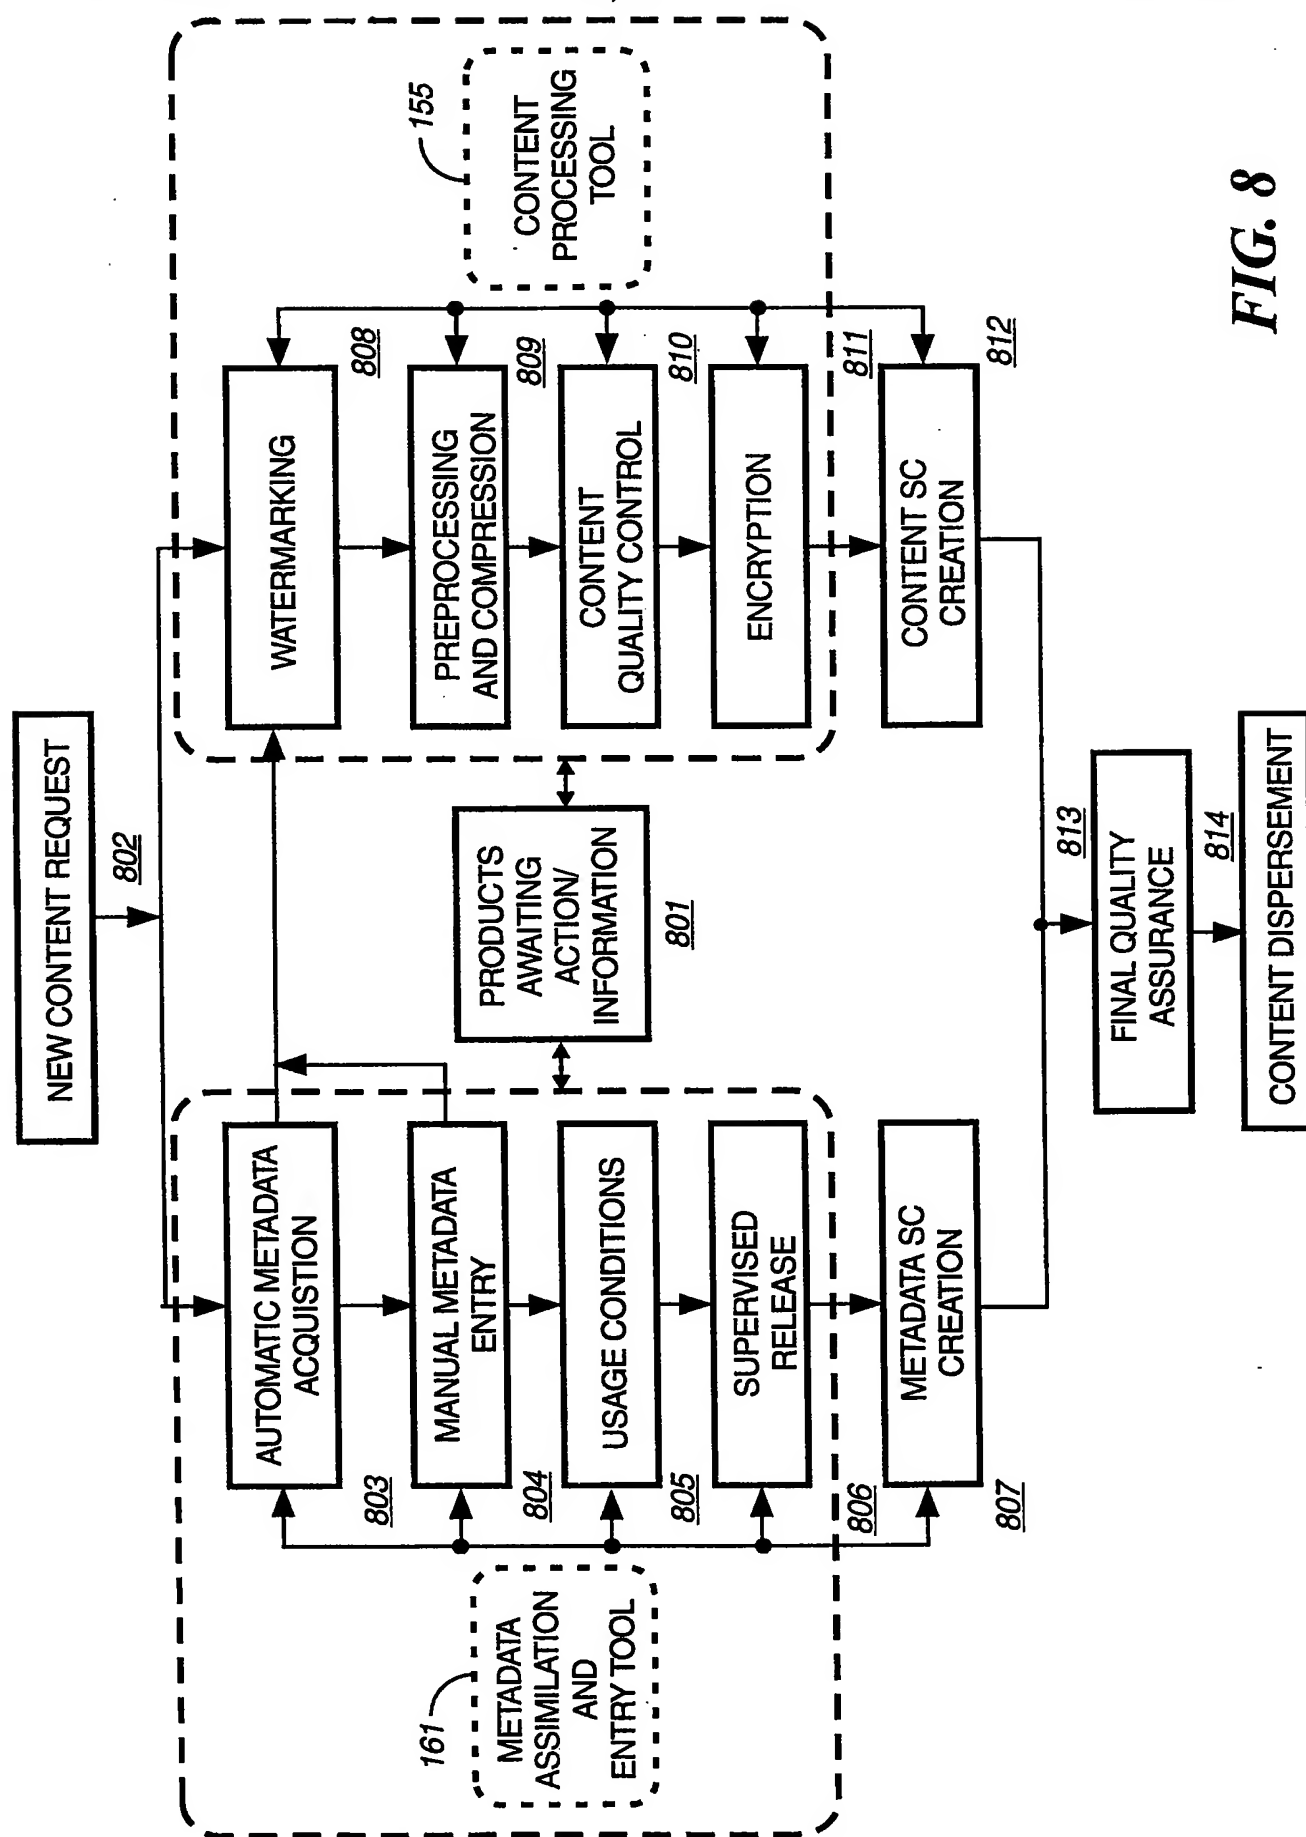 NEW CONTENT REQUEST
802
161
METADATA
ASSIMILATION
AND
ENTRY TOOL
AUTOMATIC METADATA
ACQUISTION
803
MANUAL METADATA
ENTRY
804
USAGE CONDITIONS
805
SUPERVISED
RELEASE
806
METADATA SC
CREATION
807
PRODUCTS
AWAITING
ACTION/
INFORMATION
801
155
CONTENT
PROCESSING
TOOL
WATERMARKING
808
PREPROCESSING
AND COMPRESSION
809
CONTENT
QUALITY CONTROL
810
ENCRYPTION
811
CONTENT SC
CREATION
812
813
FINAL QUALITY
ASSURANCE
814
CONTENT DISPERSEMENT
FIG. 8